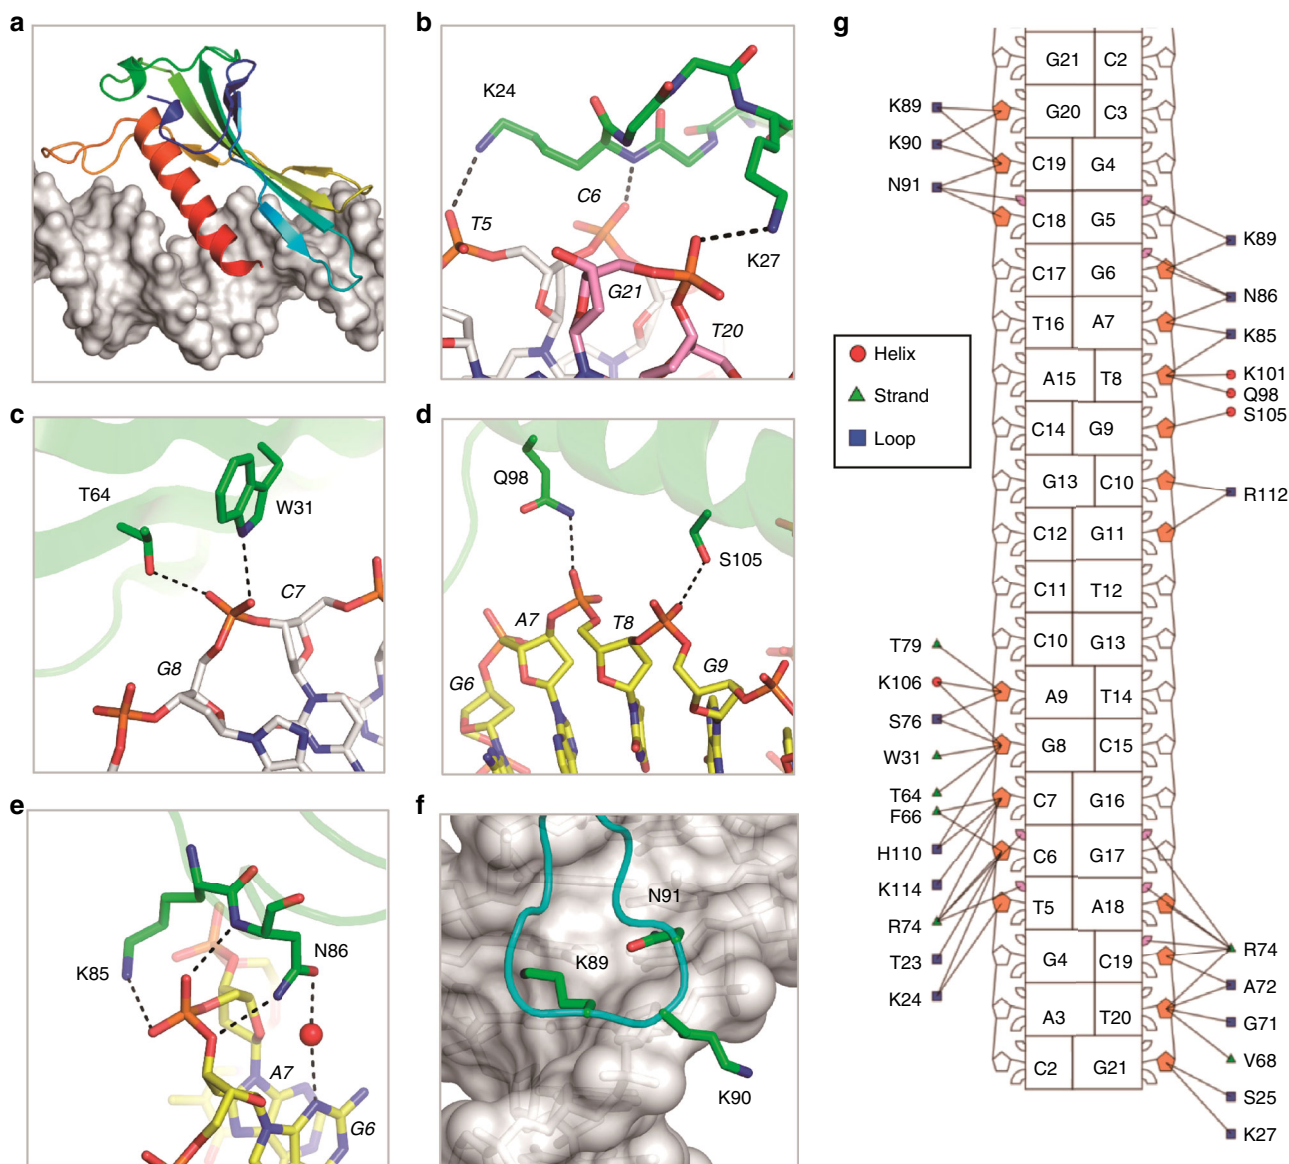 a
b
K24
C6
T5
K27
G21
T20
c
T64
W31
C7
G8
d
Q98
S105
A7
T8
G6
G9
e
N86
K85
A7
G6
f
N91
K89
K90
g
G21 C2
K89
G20 C3
K90
C19 G4
N91
C18 G5
K89
C17 G6
N86
T16 A7
K85
A15 T8
K101
Q98
S105
C14 G9
G13 C10
R112
C12 G11
C11 T12
C10 G13
T79
K106
A9 T14
S76
G8 C15
W31
T64
C7 G16
F66
H110
C6 G17
K114
T5 A18
R74
R74
T23
G4 C19
A72
K24
A3 T20
G71
V68
C2 G21
S25
K27
Helix
Strand
Loop